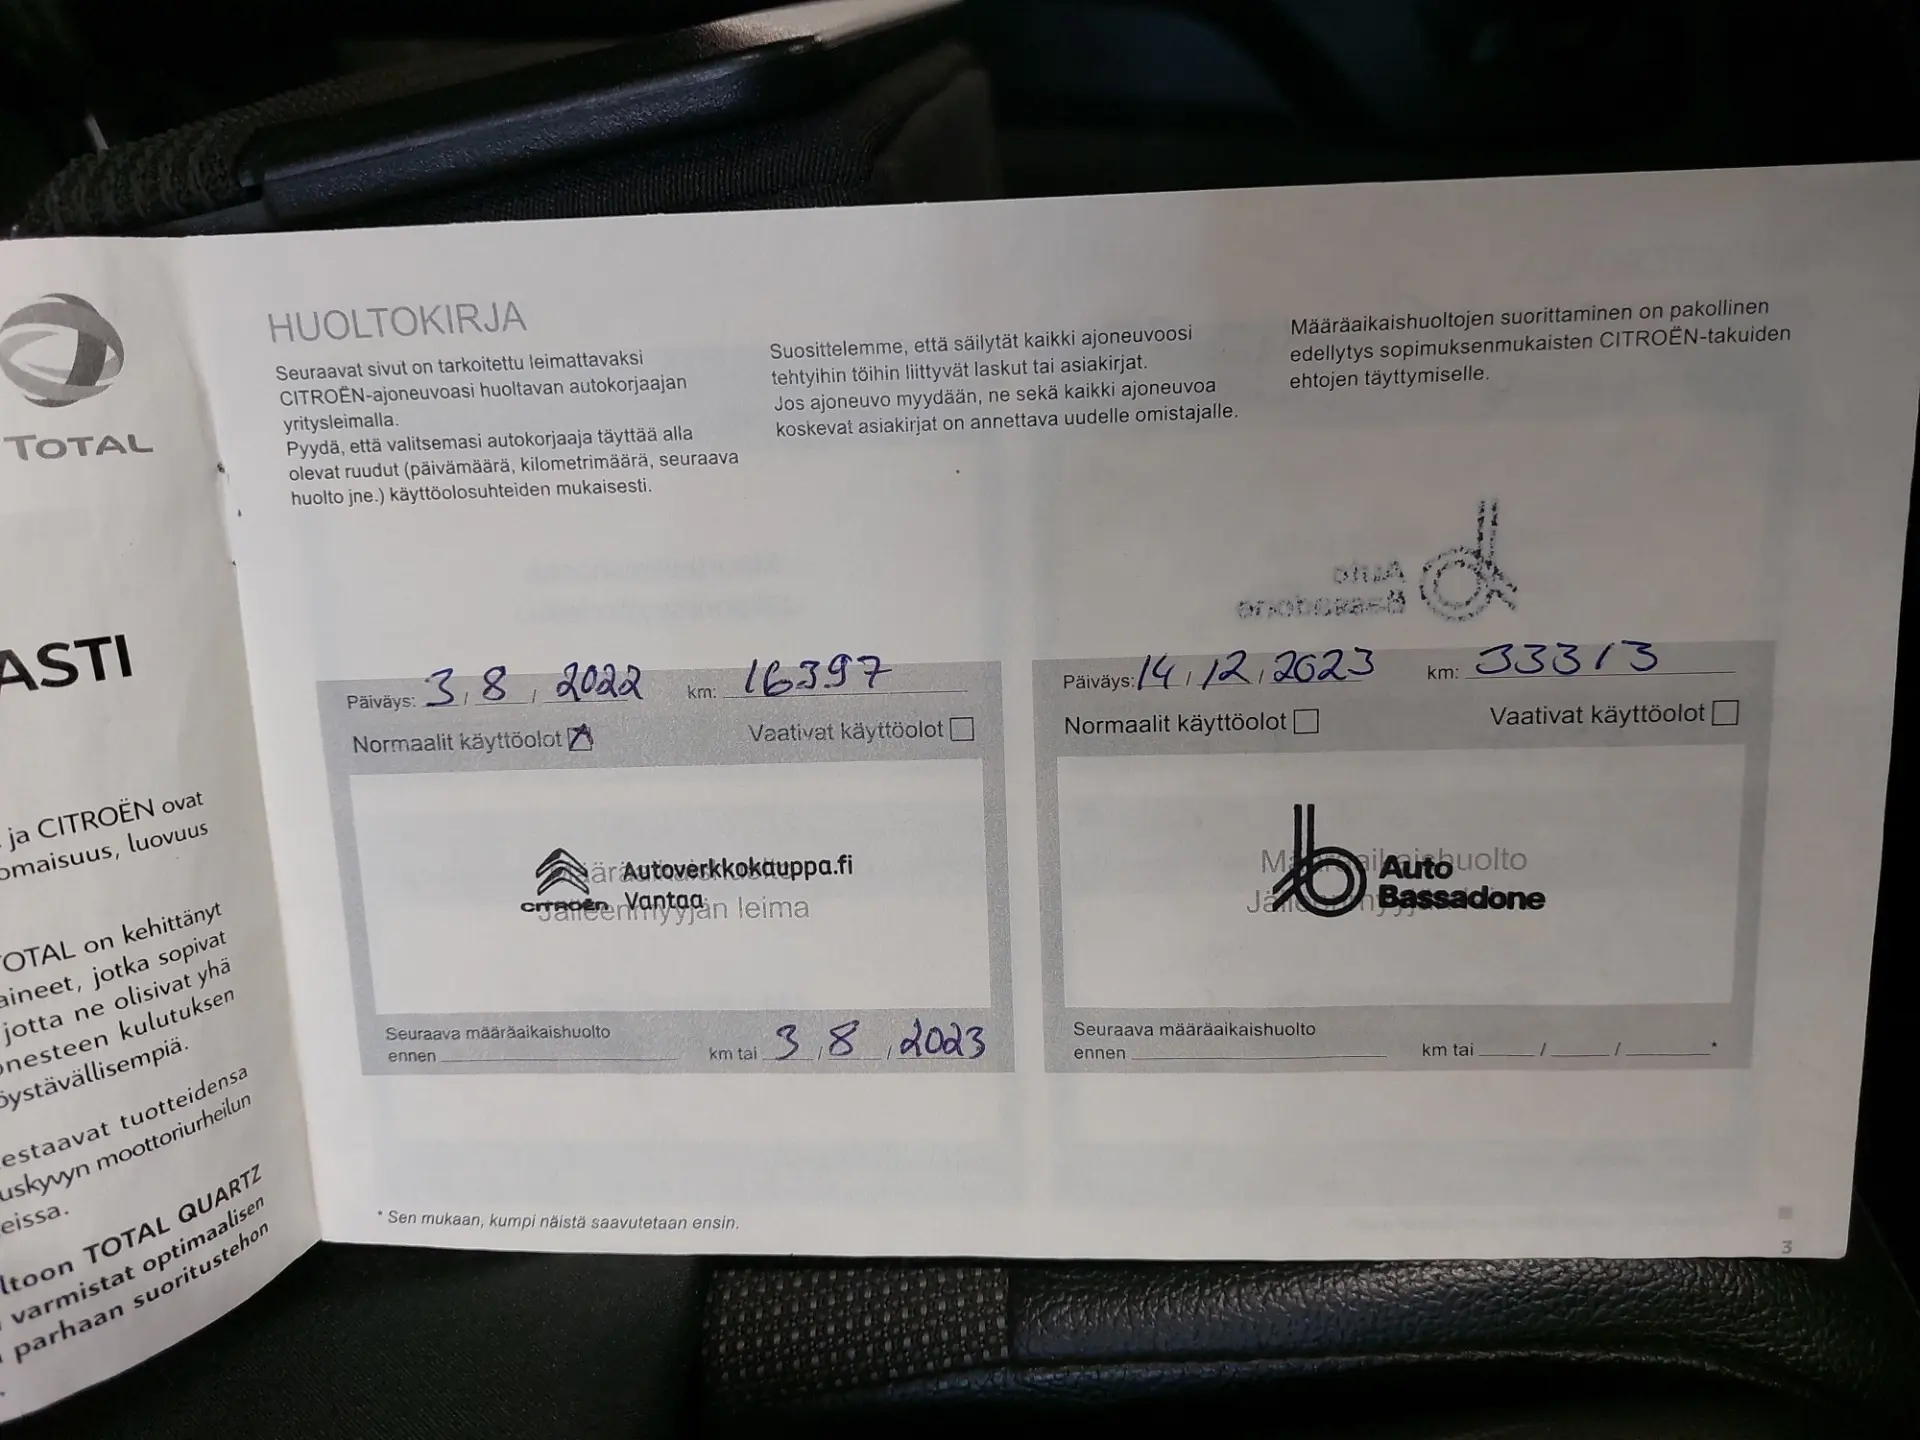 TOTAL
ASTI
ja CITROËN ovat
omaisuus, luovuus
TOTAL on kehittänyt
aineet, jotka sopivat
jotta ne olisivat yhä
onesteen kulutuksen
öystävällisempiä.
estaavat tuotteidensa
uskyvyn moottoriurheilun
eissa.
ltoon TOTAL QUARTZ
varmistat optimaalisen
parhaan suoritustehon
HUOLTOKIRJA
Seuraavat sivut on tarkoitettu leimattavaksi
CITROËN-ajoneuvoasi huoltavan autokorjaajan
yritysleimalla.
Pyydä, että valitsemasi autokorjaaja täyttää alla
olevat ruudut (päivämäärä, kilometrimäärä, seuraava
huolto jne.) käyttöolosuhteiden mukaisesti.
Suosittelemme, että säilytät kaikki ajoneuvoosi
tehtyihin töihin liittyvät laskut tai asiakirjat.
Jos ajoneuvo myydään, ne sekä kaikki ajoneuvoa
koskevat asiakirjat on annettava uudelle omistajalle.
Määräaikaishuoltojen suorittaminen on pakollinen
edellytys sopimuksenmukaisten CITROËN-takuiden
ehtojen täyttymiselle.
Auto
Bassadone
Päiväys: 3 / 8 / 2022 km: 16397
Normaalit käyttöolot Vaativat käyttöolot
Määräaikaishuolto
Jälleenmyyjän leima
Autoverkkokauppa.fi
CITROËN Vantaa
Seuraava määräaikaishuolto
ennen km tai 3 / 8 / 2023
Päiväys: 14 / 12 / 2023 km: 33313
Normaalit käyttöolot Vaativat käyttöolot
Määräaikaishuolto
Auto
Bassadone
Seuraava määräaikaishuolto
ennen km tai / / *
* Sen mukaan, kumpi näistä saavutetaan ensin.
3